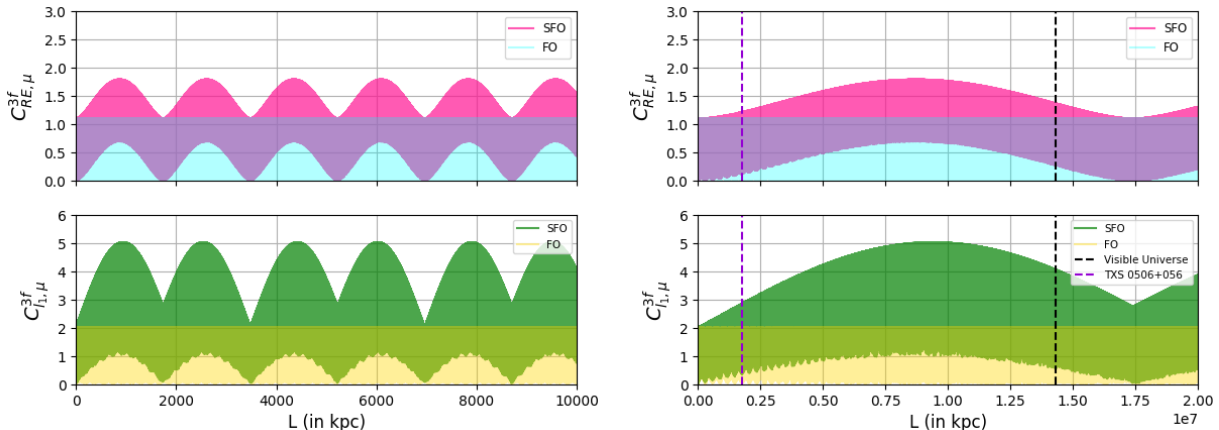 3.0
2.5
2.0
1.5
1.0
0.5
0.0
C^{3f}_{RE,μ}
SFO
FO
3.0
2.5
2.0
1.5
1.0
0.5
0.0
C^{3f}_{RE,μ}
SFO
FO
6
5
4
3
2
1
0
C^{3f}_{l_1,μ}
SFO
FO
0 2000 4000 6000 8000 10000
L (in kpc)
6
5
4
3
2
1
0
C^{3f}_{l_1,μ}
SFO
FO
Visible Universe
TXS 0506+056
0.00 0.25 0.50 0.75 1.00 1.25 1.50 1.75 2.00
1e7
L (in kpc)